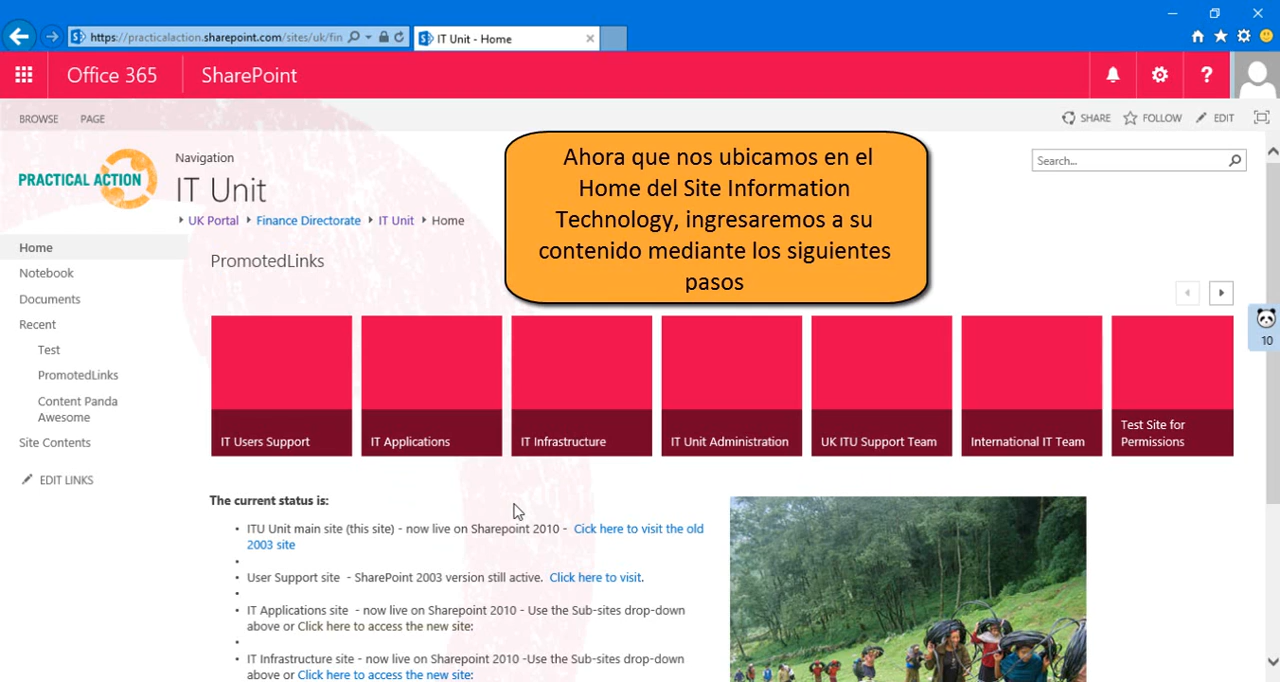 https://practicalaction.sharepoint.com/sites/uk/fin
IT Unit - Home
Office 365
SharePoint
?
BROWSE
PAGE
SHARE
FOLLOW
EDIT
PRACTICAL ACTION
Navigation
IT Unit
UK Portal
Finance Directorate
IT Unit
Home
Ahora que nos ubicamos en el
Home del Site Information
Technology, ingresaremos a su
contenido mediante los siguientes
pasos
Search...
Home
Notebook
Documents
Recent
Test
PromotedLinks
Content Panda
Awesome
Site Contents
EDIT LINKS
PromotedLinks
10
IT Users Support
IT Applications
IT Infrastructure
IT Unit Administration
UK ITU Support Team
International IT Team
Test Site for
Permissions
The current status is:
• ITU Unit main site (this site) - now live on Sharepoint 2010 - Click here to visit the old
2003 site
•
• User Support site - SharePoint 2003 version still active. Click here to visit.
•
• IT Applications site - now live on Sharepoint 2010 - Use the Sub-sites drop-down
above or Click here to access the new site:
•
• IT Infrastructure site - now live on Sharepoint 2010 -Use the Sub-sites drop-down
above or Click here to access the new site: